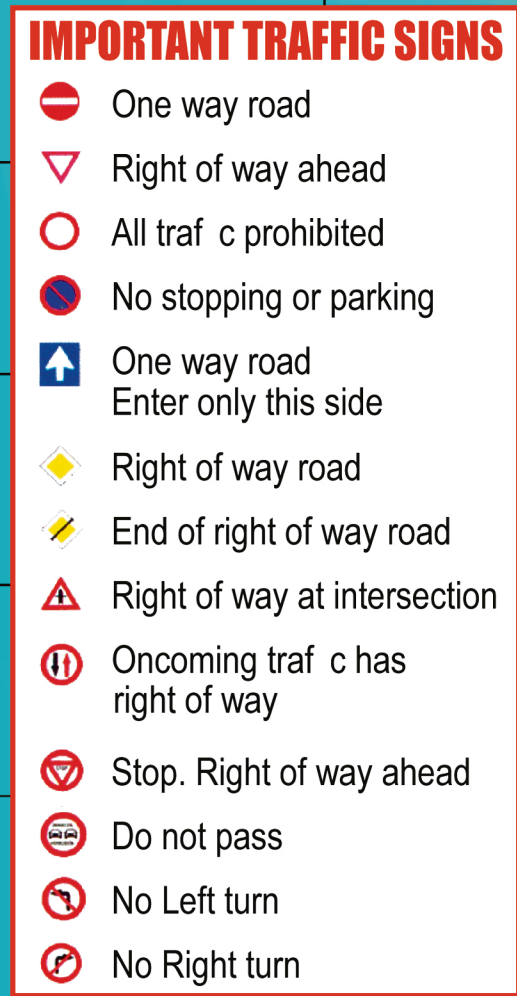 IMPORTANT TRAFFIC SIGNS
One way road
Right of way ahead
All traf c prohibited
No stopping or parking
One way road
Enter only this side
Right of way road
End of right of way road
Right of way at intersection
Oncoming traf c has
right of way
Stop. Right of way ahead
Do not pass
No Left turn
No Right turn